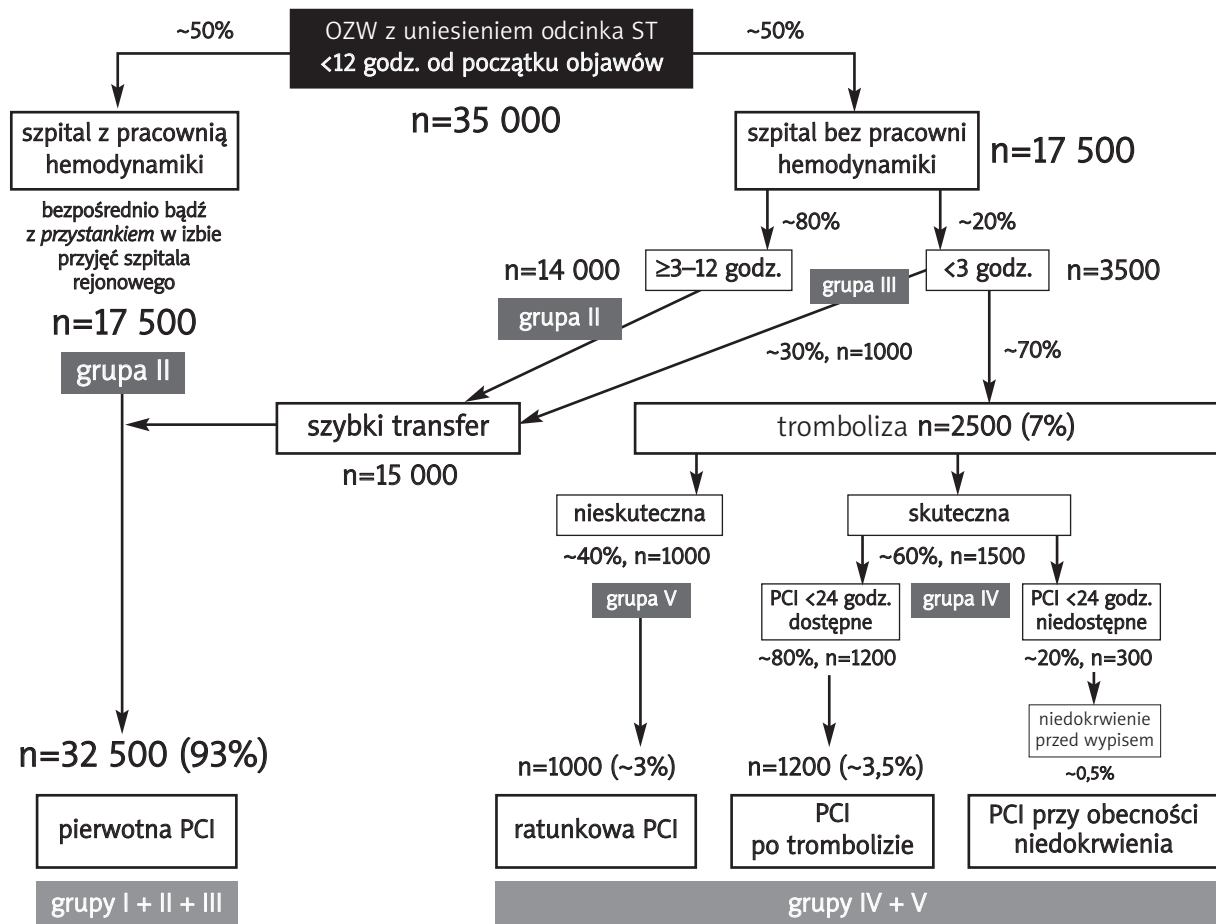 ~50%
OZW z uniesieniem odcinka ST
<12 godz. od początku objawów
~50%
n=35 000
szpital z pracownią
hemodynamiki
szpital bez pracowni
hemodynamiki
n=17 500
bezpośrednio bądź
z przystankiem w izbie
przyjęć szpitala
rejonowego
n=17 500
grupa II
~80%
~20%
n=14 000
≥3–12 godz.
grupa III
<3 godz.
n=3500
grupa II
~30%, n=1000
~70%
szybki transfer
n=15 000
tromboliza n=2500 (7%)
nieskuteczna
skuteczna
~40%, n=1000
~60%, n=1500
grupa V
PCI <24 godz.
dostępne
grupa IV
PCI <24 godz.
niedostępne
~80%, n=1200
~20%, n=300
niedokrwienie
przed wypisem
n=32 500 (93%)
n=1000 (~3%)
n=1200 (~3,5%)
~0,5%
pierwotna PCI
ratunkowa PCI
PCI
po trombolizie
PCI przy obecności
niedokrwienia
grupy I + II + III
grupy IV + V